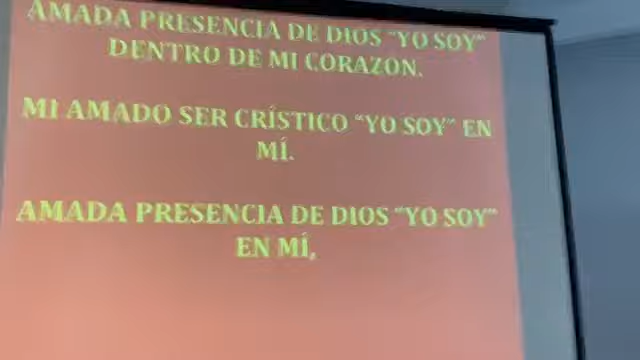 AMADA PRESENCIA DE DIOS "YO SOY"
DENTRO DE MI CORAZON.
MI AMADO SER CRÍSTICO "YO SOY" EN
MÍ.
AMADA PRESENCIA DE DIOS "YO SOY"
EN MÍ,